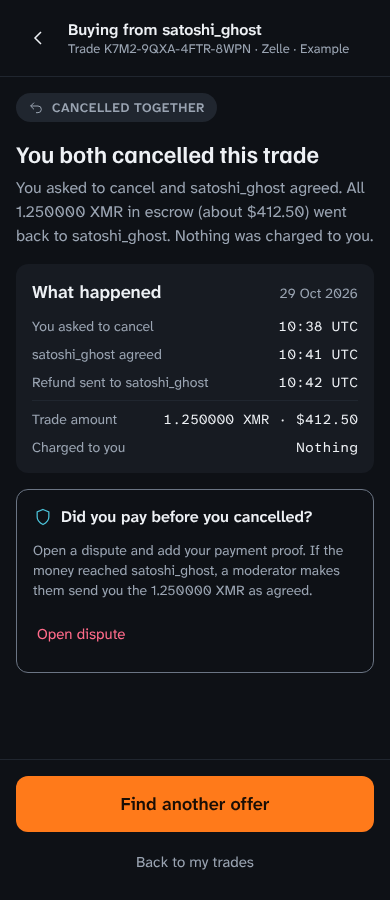 Buying from satoshi_ghost
Trade K7M2-9QXA-4FTR-8WPN · Zelle · Example
CANCELLED TOGETHER
You both cancelled this trade
You asked to cancel and satoshi_ghost agreed. All
1.250000 XMR in escrow (about $412.50) went
back to satoshi_ghost. Nothing was charged to you.
What happened
29 Oct 2026
You asked to cancel
10:38 UTC
satoshi_ghost agreed
10:41 UTC
Refund sent to satoshi_ghost
10:42 UTC
Trade amount
1.250000 XMR · $412.50
Charged to you
Nothing
Did you pay before you cancelled?
Open a dispute and add your payment proof. If the
money reached satoshi_ghost, a moderator makes
them send you the 1.250000 XMR as agreed.
Open dispute
Find another offer
Back to my trades